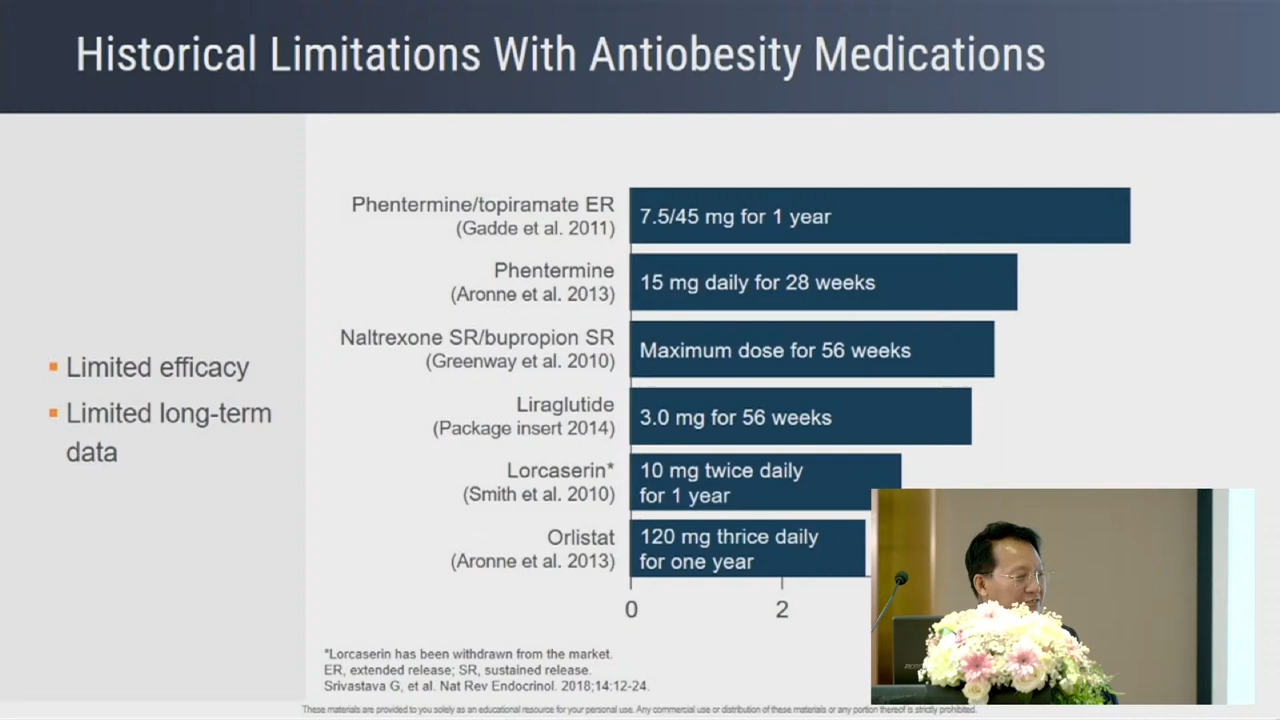 Historical Limitations With Antiobesity Medications
▪ Limited efficacy
▪ Limited long-term
data
Phentermine/topiramate ER
(Gadde et al. 2011)
7.5/45 mg for 1 year
Phentermine
(Aronne et al. 2013)
15 mg daily for 28 weeks
Naltrexone SR/bupropion SR
(Greenway et al. 2010)
Maximum dose for 56 weeks
Liraglutide
(Package insert 2014)
3.0 mg for 56 weeks
Lorcaserin*
(Smith et al. 2010)
10 mg twice daily
for 1 year
Orlistat
(Aronne et al. 2013)
120 mg thrice daily
for one year
0 2
*Lorcaserin has been withdrawn from the market.
ER, extended release; SR, sustained release.
Srivastava G, et al. Nat Rev Endocrinol. 2018;14:12-24.
These materials are provided to you solely as an educational resource for your personal use. Any commercial use or distribution of these materials or any portion thereof is strictly prohibited.